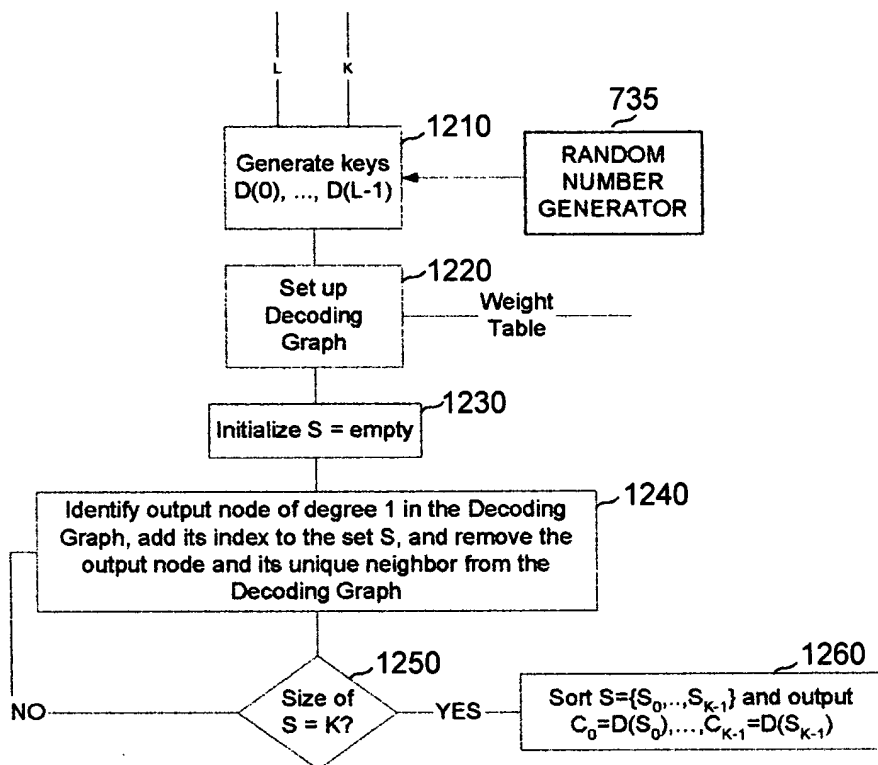 L K
735
1210
RANDOM
NUMBER
GENERATOR
Generate keys
D(0), ..., D(L-1)
1220
Set up
Decoding
Graph
Weight
Table
1230
Initialize S = empty
1240
Identify output node of degree 1 in the Decoding
Graph, add its index to the set S, and remove the
output node and its unique neighbor from the
Decoding Graph
1250
Size of
S = K?
NO
YES
1260
Sort S={S₀,..,S_{K-1}} and output
C₀=D(S₀),...,C_{K-1}=D(S_{K-1})